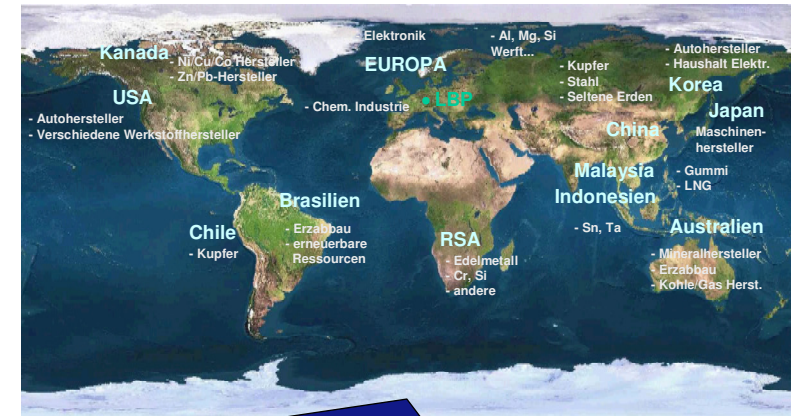 Kanada
- Ni/Cu/Co Hersteller
- Zn/Pb-Hersteller
USA
- Autohersteller
- Verschiedene Werkstoffhersteller
Elektronik
- Al, Mg, Si
Werft...
EUROPA
- Chem. Industrie
LBP
- Kupfer
- Stahl
- Seltene Erden
- Autohersteller
- Haushalt Elektr.
Korea
Japan
Maschinen-
hersteller
China
Malaysia
- Gummi
- LNG
Indonesien
- Sn, Ta
Brasilien
- Erzabbau
- erneuerbare
Ressourcen
Chile
- Kupfer
RSA
- Edelmetall
- Cr, Si
- andere
Australien
- Mineralhersteller
- Erzabbau
- Kohle/Gas Herst.